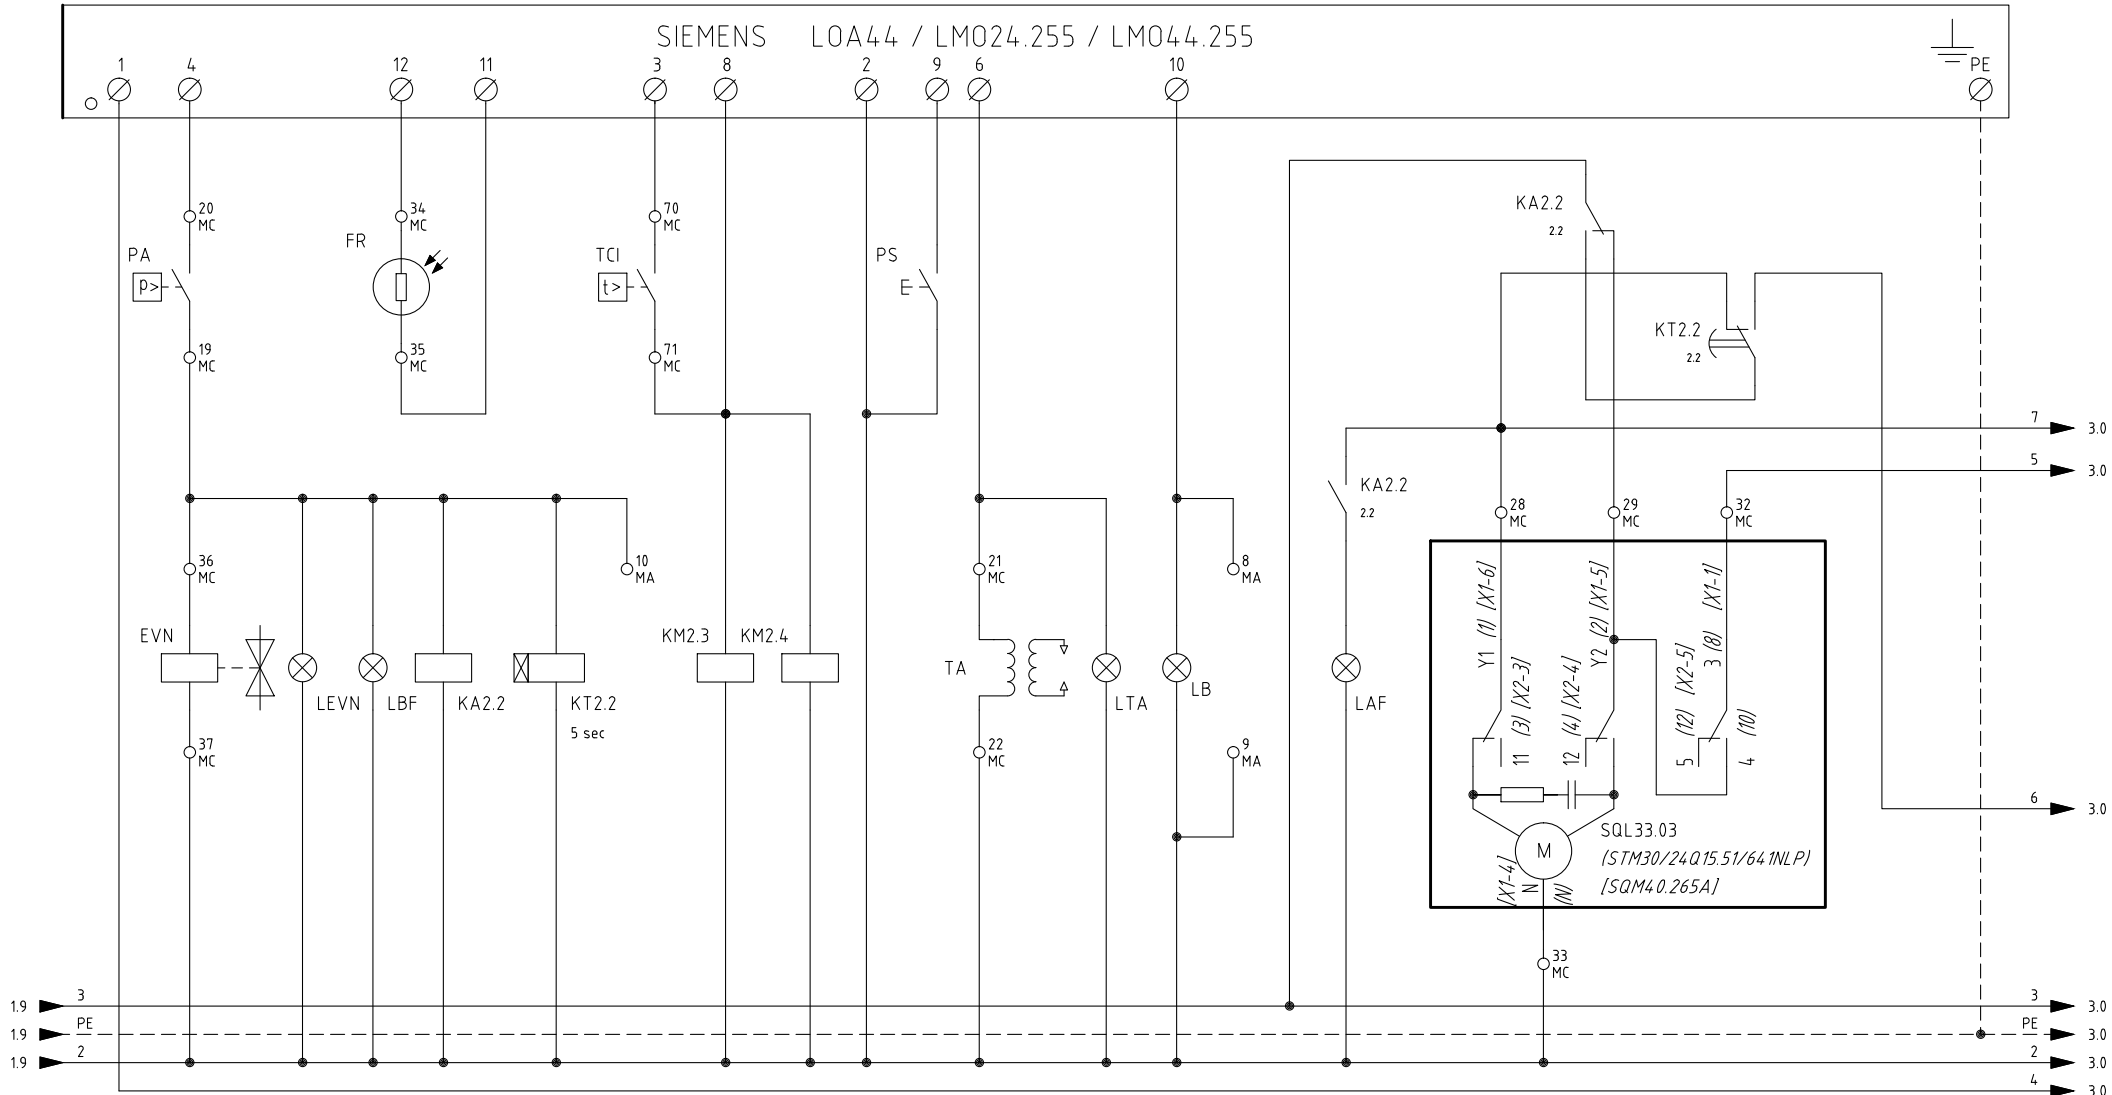 SIEMENS LOA44 / LMO24.255 / LMO44.255
1 4 12 11 3 8 2 9 6 10 PE
20
MC
34
MC
70
MC
KA2.2
2.2
FR
PA
p>
TCI
t>
PS
E
KT2.2
2.2
19
MC
35
MC
71
MC
7 3.0
5 3.0
KA2.2
2.2
28
MC
29
MC
32
MC
36
MC
10
MA
21
MC
8
MA
Y1 (1) [X1-6]
Y2 (2) [X1-5]
3 (8) [X1-1]
EVN
KM2.3
KM2.4
TA
LEVN
LBF
KA2.2
KT2.2
5 sec
LTA
LB
LAF
11 (3) [X2-3]
12 (4) [X2-4]
5 (12) [X2-5]
4 (10)
37
MC
22
MC
9
MA
6 3.0
SQL33.03
M
(STM30/24Q15.51/641NLP)
[SQM40.265A]
[X1-4]
N
(N)
33
MC
1.9 3 3 3.0
1.9 PE PE 3.0
1.9 2 2 3.0
4 3.0